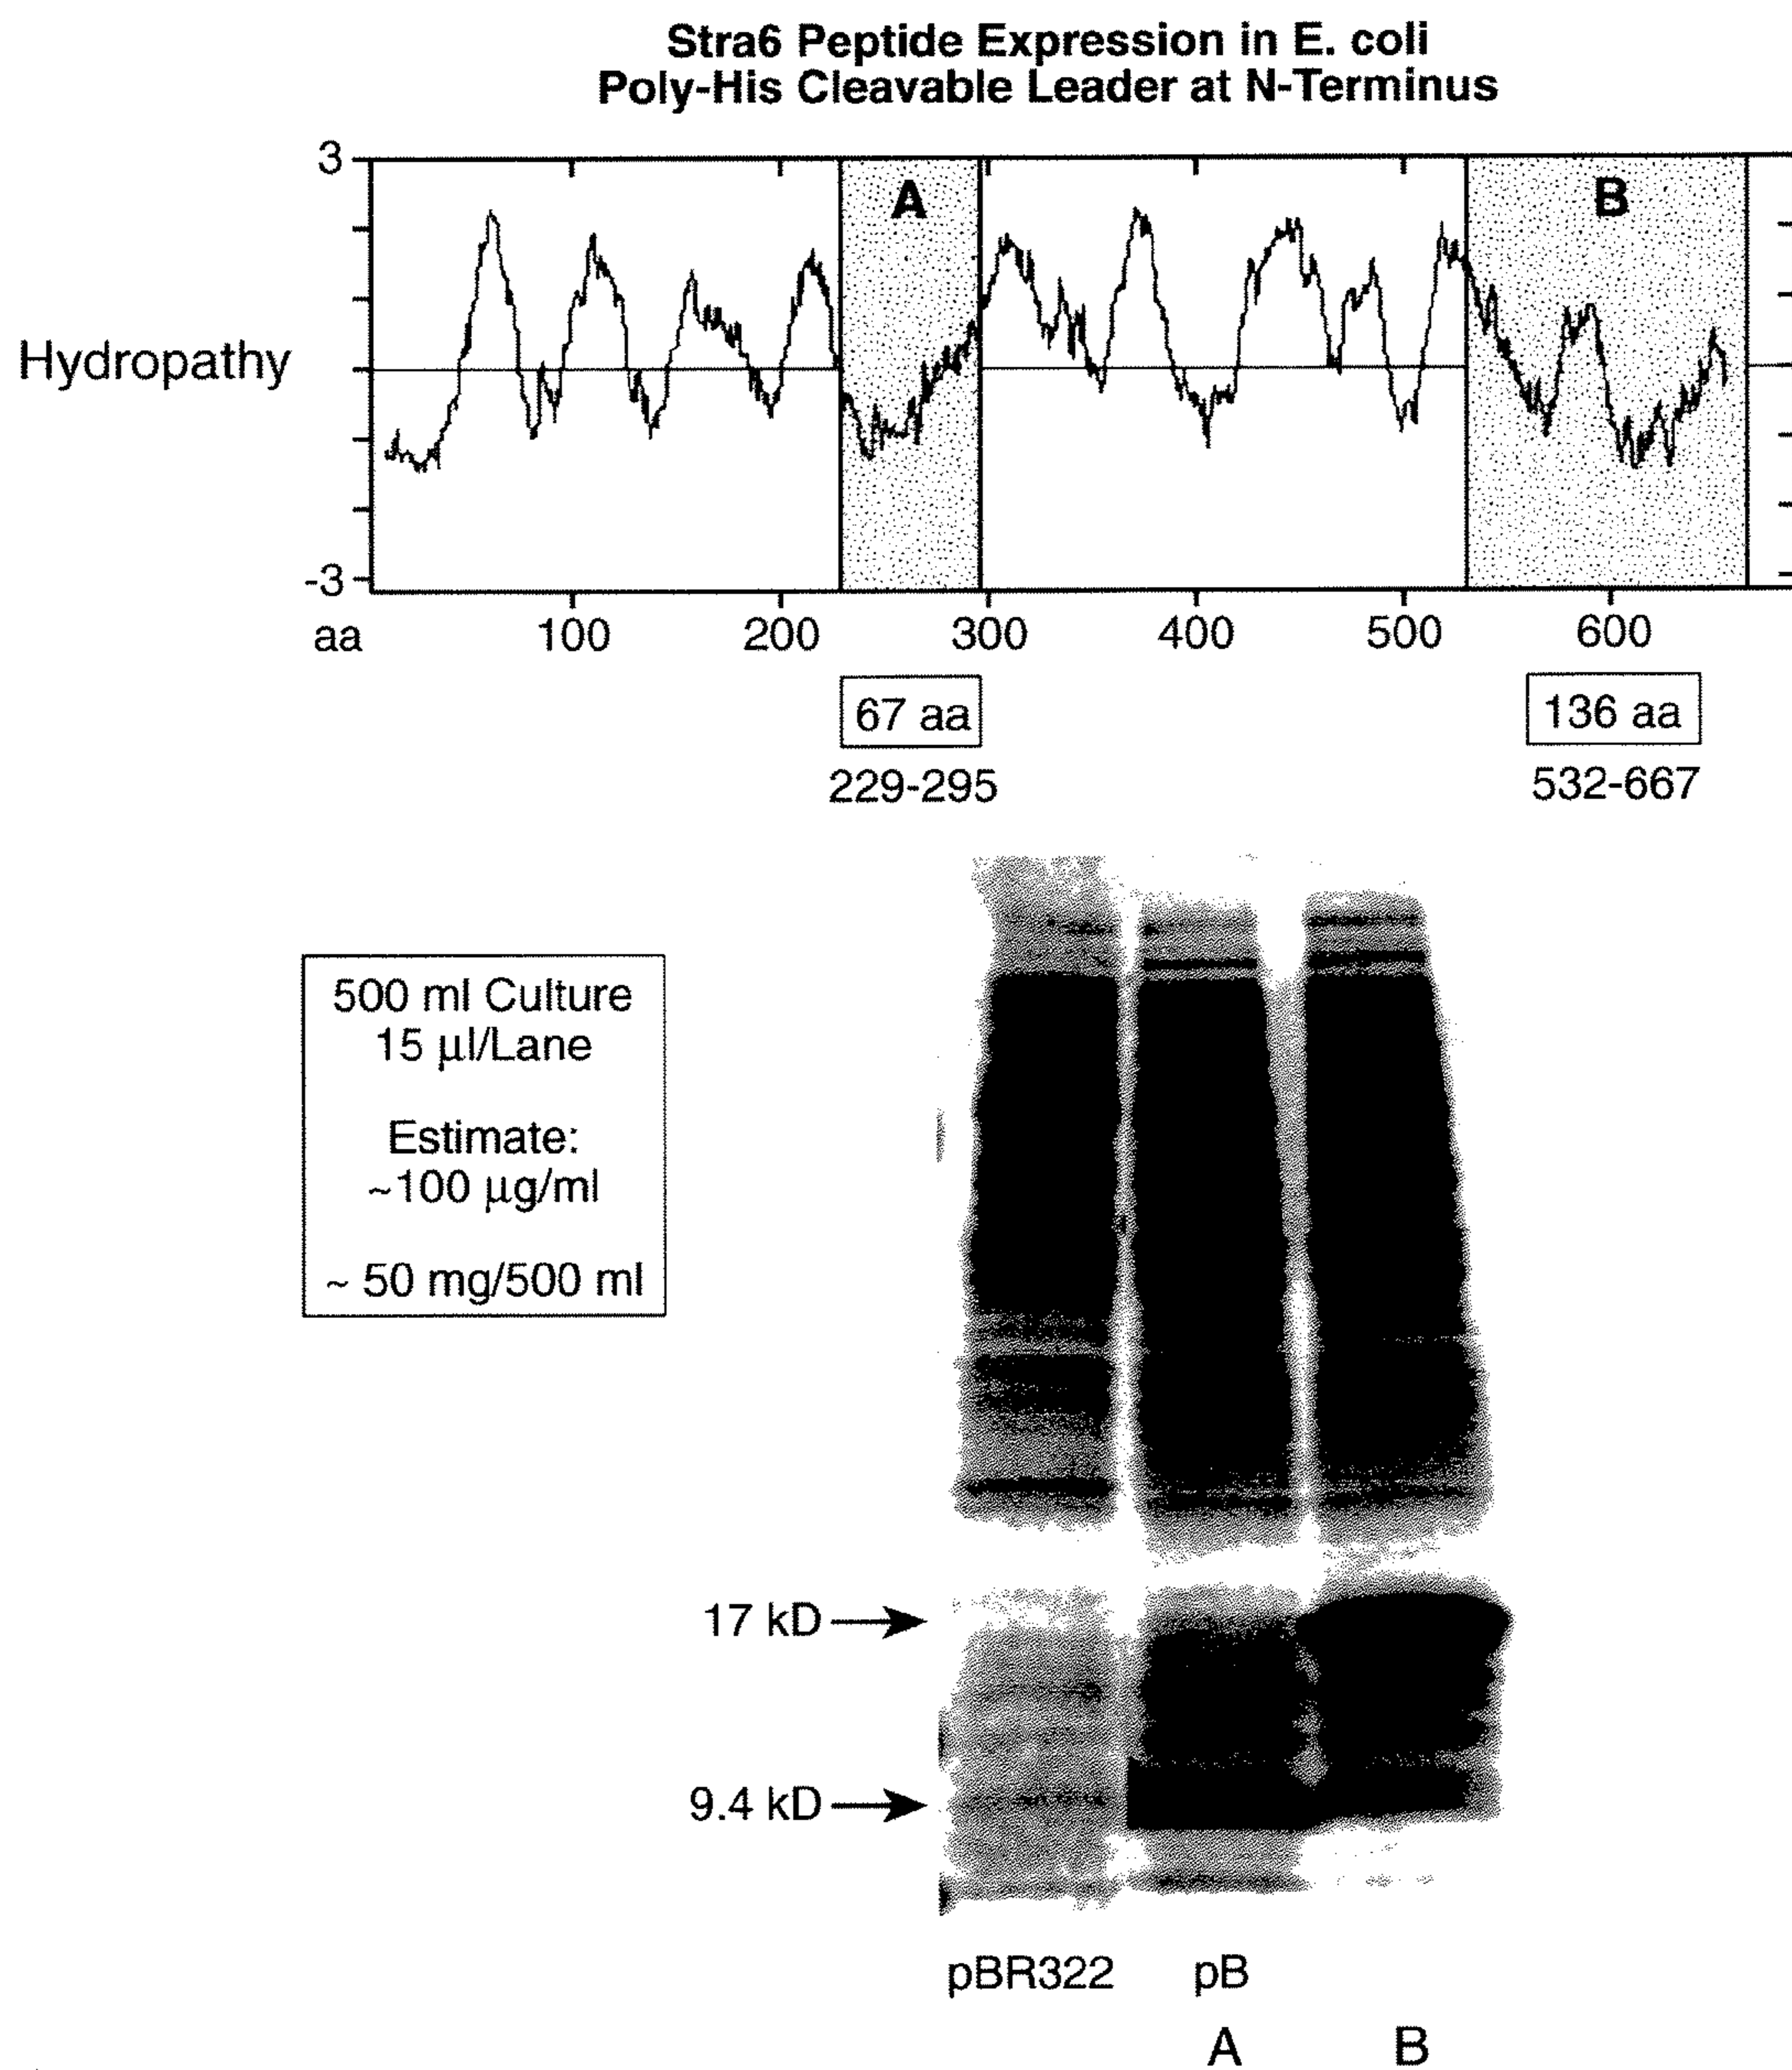 Stra6 Peptide Expression in E. coli
Poly-His Cleavable Leader at N-Terminus
3
A
B
Hydropathy
-3
aa 100 200 300 400 500 600
67 aa
136 aa
229-295
532-667
500 ml Culture
15 µl/Lane
Estimate:
~100 µg/ml
~ 50 mg/500 ml
17 kD
9.4 kD
pBR322 pB
A B